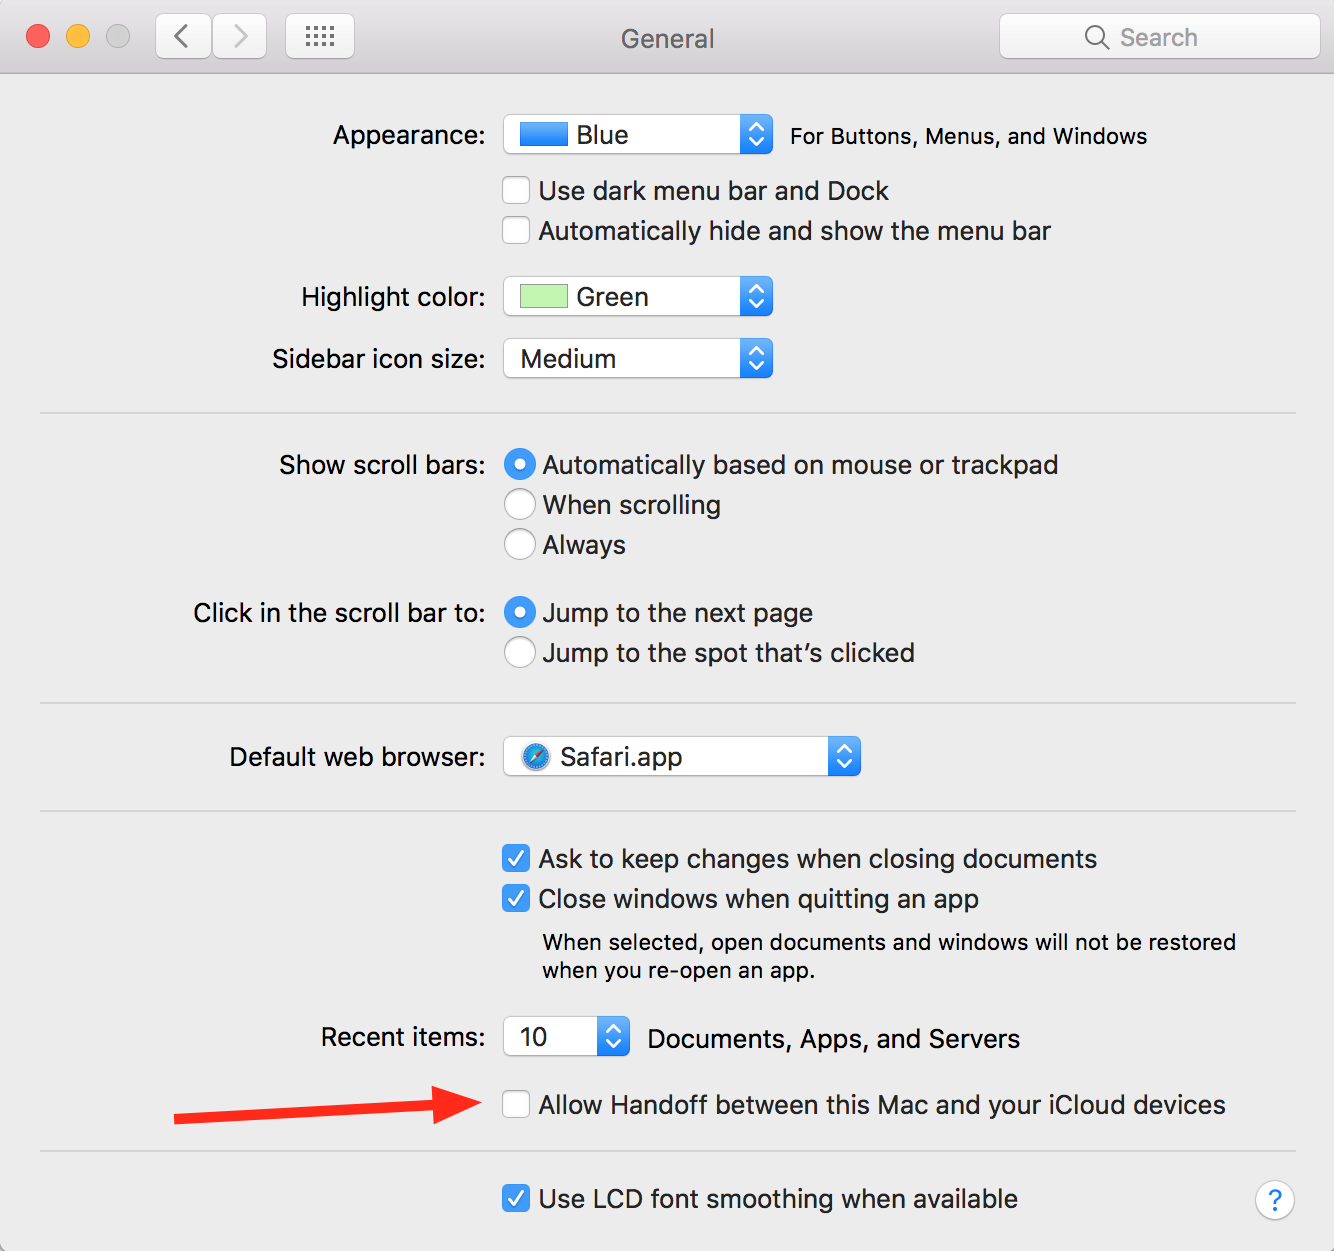 General
Search
Appearance: Blue For Buttons, Menus, and Windows
Use dark menu bar and Dock
Automatically hide and show the menu bar
Highlight color: Green
Sidebar icon size: Medium
Show scroll bars: Automatically based on mouse or trackpad
When scrolling
Always
Click in the scroll bar to: Jump to the next page
Jump to the spot that’s clicked
Default web browser: Safari.app
Ask to keep changes when closing documents
Close windows when quitting an app
When selected, open documents and windows will not be restored
when you re-open an app.
Recent items: 10 Documents, Apps, and Servers
Allow Handoff between this Mac and your iCloud devices
Use LCD font smoothing when available
?